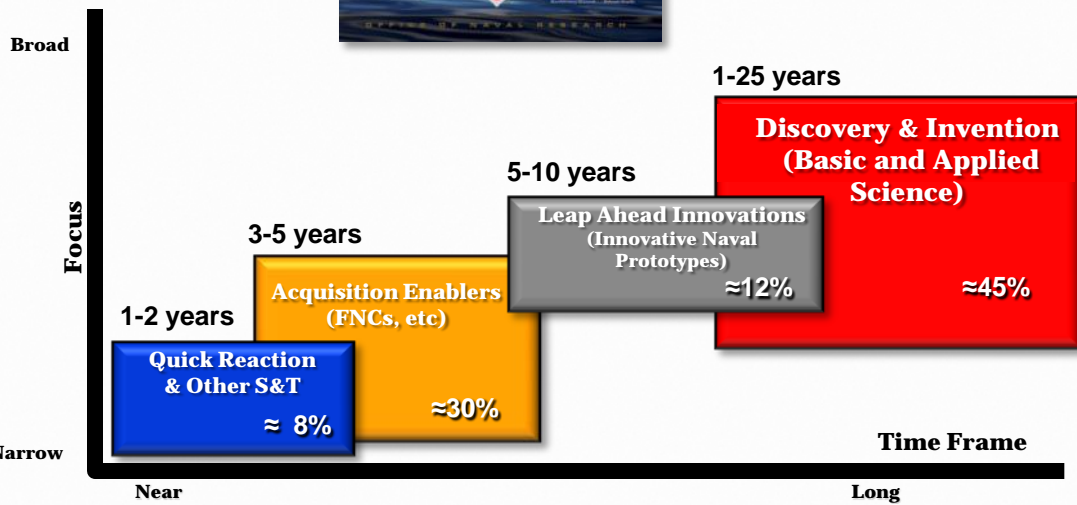 OFFICE OF NAVAL RESEARCH
Broad
1-25 years
Discovery & Invention
(Basic and Applied
Science)
≈45%
5-10 years
Leap Ahead Innovations
(Innovative Naval
Prototypes)
≈12%
Focus
3-5 years
Acquisition Enablers
(FNCs, etc)
≈30%
1-2 years
Quick Reaction
& Other S&T
≈ 8%
Narrow
Time Frame
Near
Long